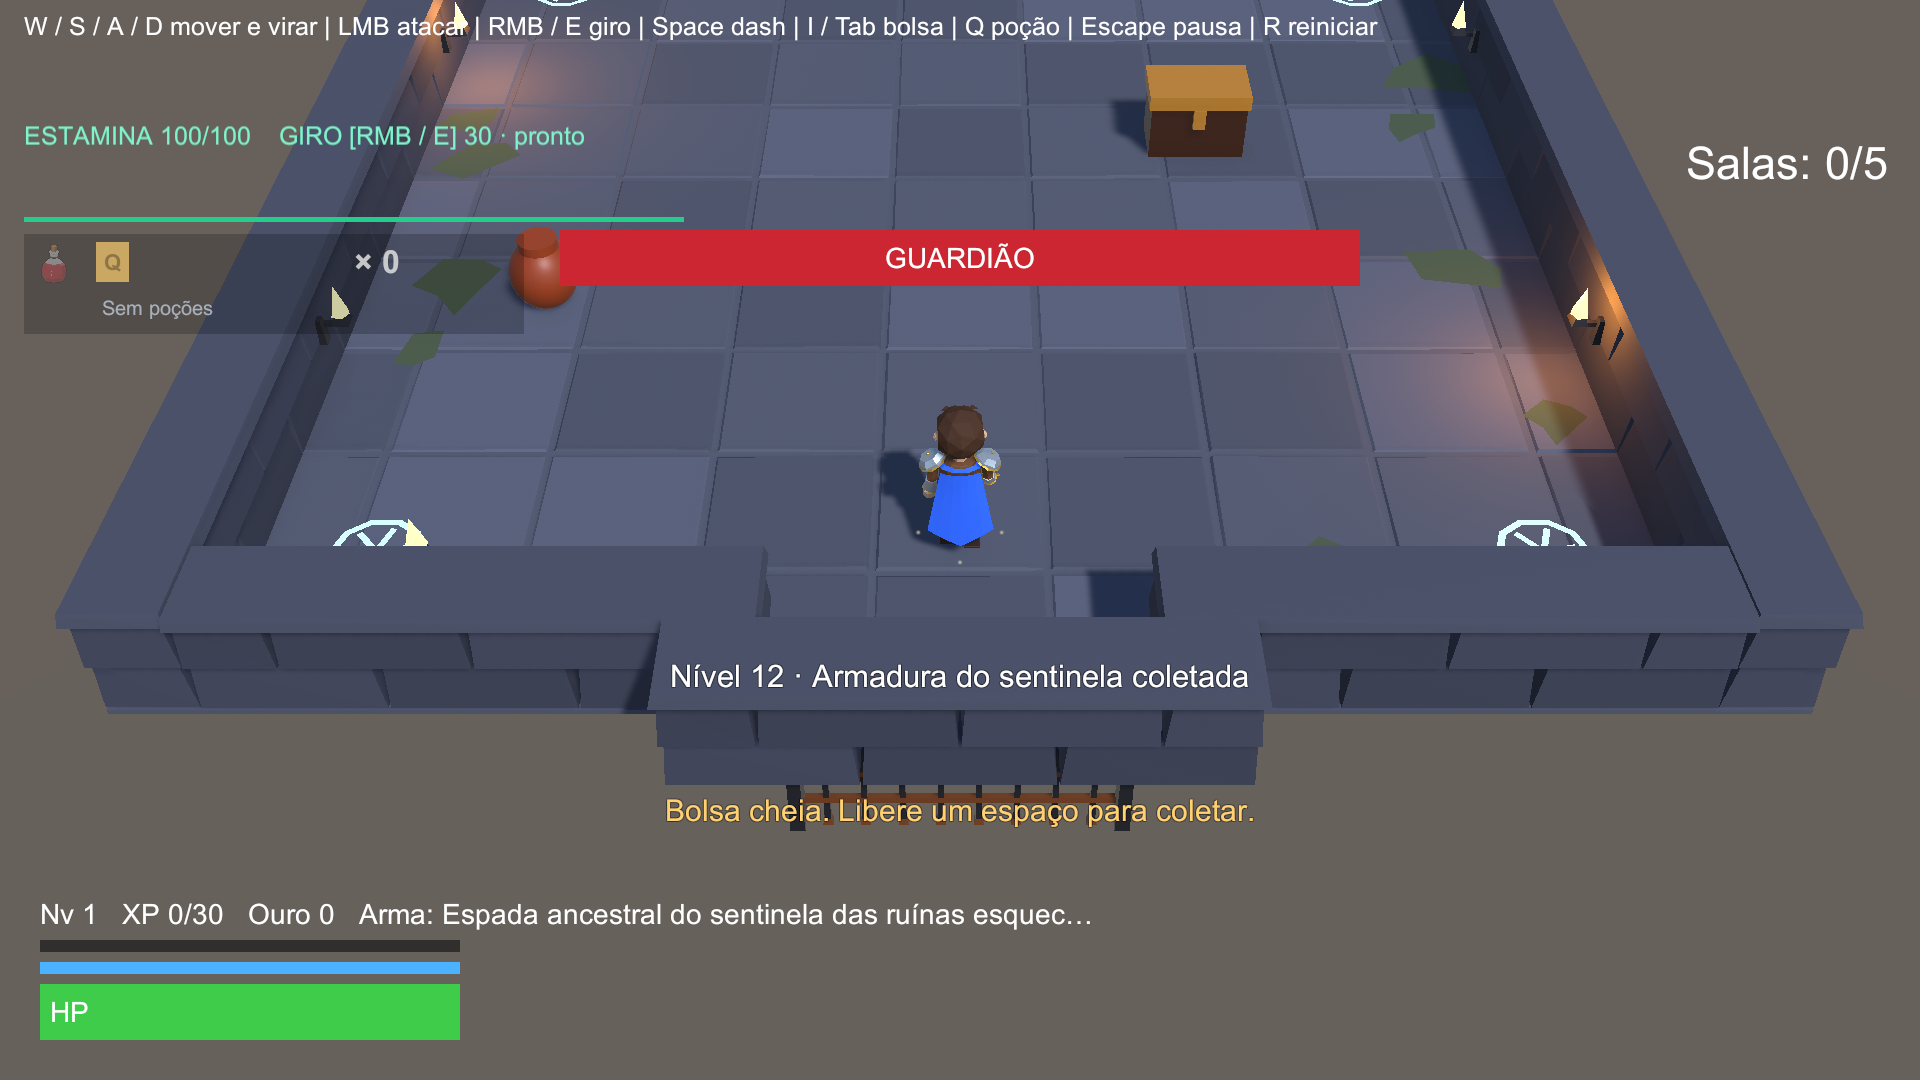 W / S / A / D mover e virar | LMB atacar | RMB / E giro | Space dash | I / Tab bolsa | Q poção | Escape pausa | R reiniciar
ESTAMINA 100/100 GIRO [RMB / E] 30 · pronto
Salas: 0/5
Q × 0
Sem poções
GUARDIÃO
Nível 12 · Armadura do sentinela coletada
Bolsa cheia. Libere um espaço para coletar.
Nv 1 XP 0/30 Ouro 0 Arma: Espada ancestral do sentinela das ruínas esquec…
HP